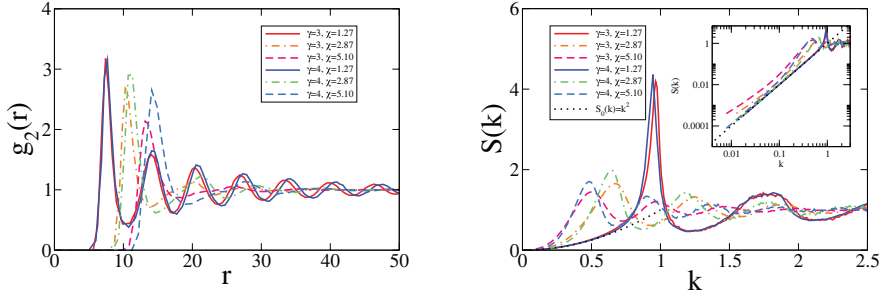 4
3
2
1
0
g₂(r)
0
10
20
30
40
50
r
γ=3, χ=1.27
γ=3, χ=2.87
γ=3, χ=5.10
γ=4, χ=1.27
γ=4, χ=2.87
γ=4, χ=5.10
6
4
2
0
S(k)
0
0.5
1
1.5
2
2.5
k
γ=3, χ=1.27
γ=3, χ=2.87
γ=3, χ=5.10
γ=4, χ=1.27
γ=4, χ=2.87
γ=4, χ=5.10
S₀(k)=k²
1
0.01
0.0001
S(k)
0.01
0.1
1
k